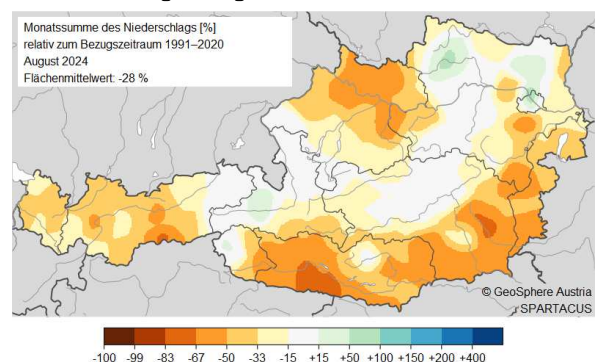 Monatssumme des Niederschlags [%]
relativ zum Bezugszeitraum 1991–2020
August 2024
Flächenmittelwert: -28 %
© GeoSphere Austria
SPARTACUS
-100 -99 -83 -67 -50 -33 -15 +15 +50 +100 +150 +200 +400